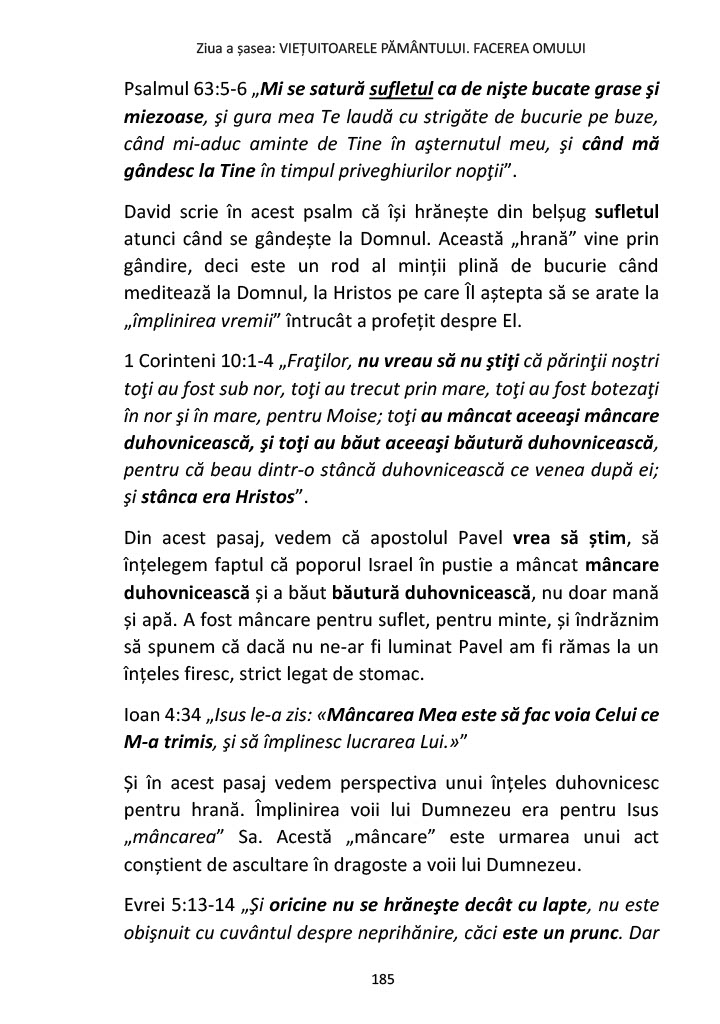 Ziua a șasea: VIEȚUITOARELE PĂMÂNTULUI. FACEREA OMULUI
Psalmul 63:5-6 „Mi se satură sufletul ca de nişte bucate grase şi
miezoase, şi gura mea Te laudă cu strigăte de bucurie pe buze,
când mi-aduc aminte de Tine în aşternutul meu, şi când mă
gândesc la Tine în timpul priveghiurilor nopţii”.
David scrie în acest psalm că își hrănește din belșug sufletul
atunci când se gândește la Domnul. Această „hrană” vine prin
gândire, deci este un rod al minții plină de bucurie când
meditează la Domnul, la Hristos pe care Îl aștepta să se arate la
„împlinirea vremii” întrucât a profețit despre El.
1 Corinteni 10:1-4 „Fraţilor, nu vreau să nu ştiţi că părinţii noştri
toţi au fost sub nor, toţi au trecut prin mare, toţi au fost botezaţi
în nor şi în mare, pentru Moise; toţi au mâncat aceeaşi mâncare
duhovnicească, şi toţi au băut aceeaşi băutură duhovnicească,
pentru că beau dintr-o stâncă duhovnicească ce venea după ei;
şi stânca era Hristos”.
Din acest pasaj, vedem că apostolul Pavel vrea să știm, să
înțelegem faptul că poporul Israel în pustie a mâncat mâncare
duhovnicească și a băut băutură duhovnicească, nu doar mană
și apă. A fost mâncare pentru suflet, pentru minte, și îndrăznim
să spunem că dacă nu ne-ar fi luminat Pavel am fi rămas la un
înțeles firesc, strict legat de stomac.
Ioan 4:34 „Isus le-a zis: «Mâncarea Mea este să fac voia Celui ce
M-a trimis, şi să împlinesc lucrarea Lui.»”
Și în acest pasaj vedem perspectiva unui înțeles duhovnicesc
pentru hrană. Împlinirea voii lui Dumnezeu era pentru Isus
„mâncarea” Sa. Acestă „mâncare” este urmarea unui act
conștient de ascultare în dragoste a voii lui Dumnezeu.
Evrei 5:13-14 „Şi oricine nu se hrăneşte decât cu lapte, nu este
obişnuit cu cuvântul despre neprihănire, căci este un prunc. Dar
185